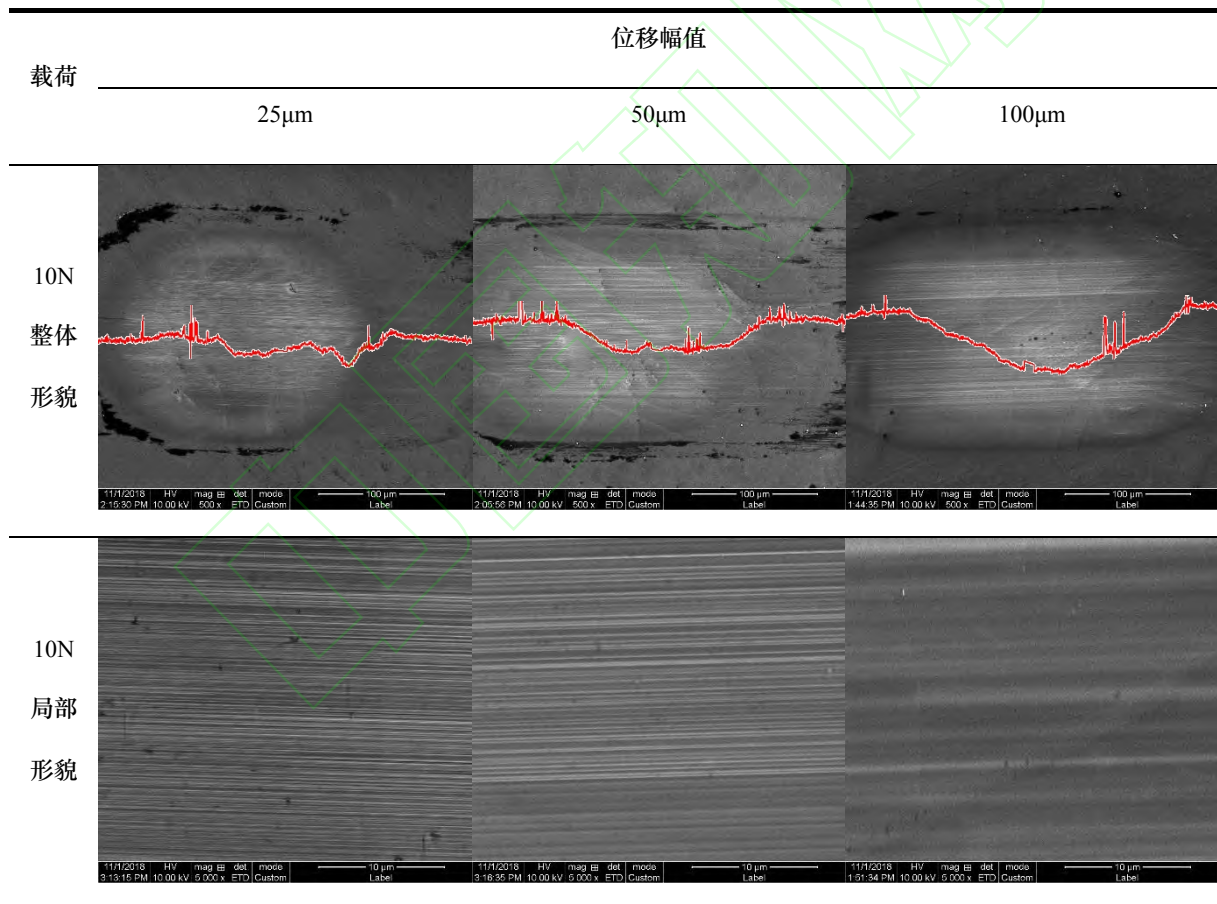 位移幅值
载荷
25μm
50μm
100μm
10N
整体
形貌
11/1/2018 HV mag ⊞ det mode 100 μm
2:15:30 PM 10.00 kV 500 x ETD Custom Label
11/1/2018 HV mag ⊞ det mode 100 μm
2:05:56 PM 10.00 kV 500 x ETD Custom Label
11/1/2018 HV mag ⊞ det mode 100 μm
1:44:35 PM 10.00 kV 500 x ETD Custom Label
10N
局部
形貌
11/1/2018 HV mag ⊞ det mode 10 μm
3:13:15 PM 10.00 kV 5 000 x ETD Custom Label
11/1/2018 HV mag ⊞ det mode 10 μm
3:16:35 PM 10.00 kV 5 000 x ETD Custom Label
11/1/2018 HV mag ⊞ det mode 10 μm
1:51:34 PM 10.00 kV 5 000 x ETD Custom Label